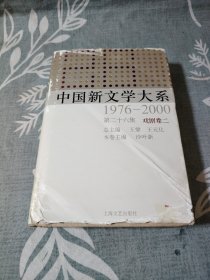 中国新文学大系
1976-2000
第二十六集 戏剧卷二
总主编 王蒙 王元化
本卷主编 沙叶新
上海文艺出版社